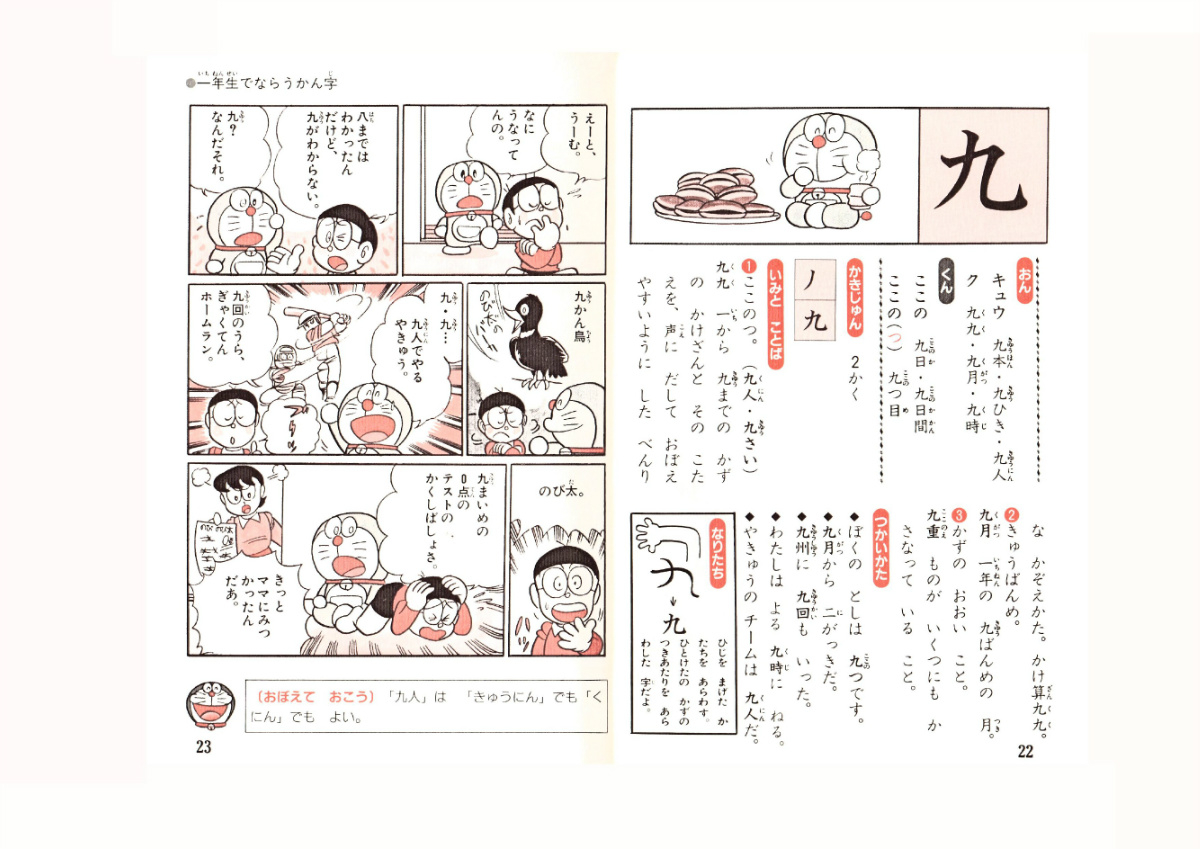 九
おん
キュウ 九本・九ひき・九人
ク 九九・九月・九時
くん
ここの 九日・九日間
ここの(つ) 九つ目
かきじゅん
2かく
ノ 九
いみと ことば
❶ここのつ。(九人・九さい)
九九 一から 九までの かず
の かけざんと その こた
えを、声に だして おぼえ
やすいように した べんり
な かぞえかた。かけ算九九。
❷きゅうばんめ。
九月 一年の 九ばんめの 月。
❸かずの おおい こと。
九重 ものが いくつにも か
さなって いる こと。
つかいかた
◆ぼくの としは 九つです。
◆九月から 二がっきだ。
◆九州に 九回も いった。
◆わたしは よる 九時に ねる。
◆やきゅうの チームは 九人だ。
なりたち
九
ひじを まげた か
たちを あらわす。
ひとけたの かずの
つきあたりを あら
わした 字だよ。
22
●一年生でならうかん字
えーと、
うーむ。
なに
うなって
んの。
八までは
わかったん
だけど、
九がわからない。
九?
なんだそれ。
九かん鳥
のびたの
びー
九・九…
九人でやる
やきゅう。
九回のうら、
ぎゃくてん
ホームラン。
のび太。
九まいめの
テストの
0点の
かくしばしょさ。
きっと
ママにみつ
かったん
だあ。
(おぼえて おこう)「九人」は 「きゅうにん」でも「く
にん」でも よい。
23